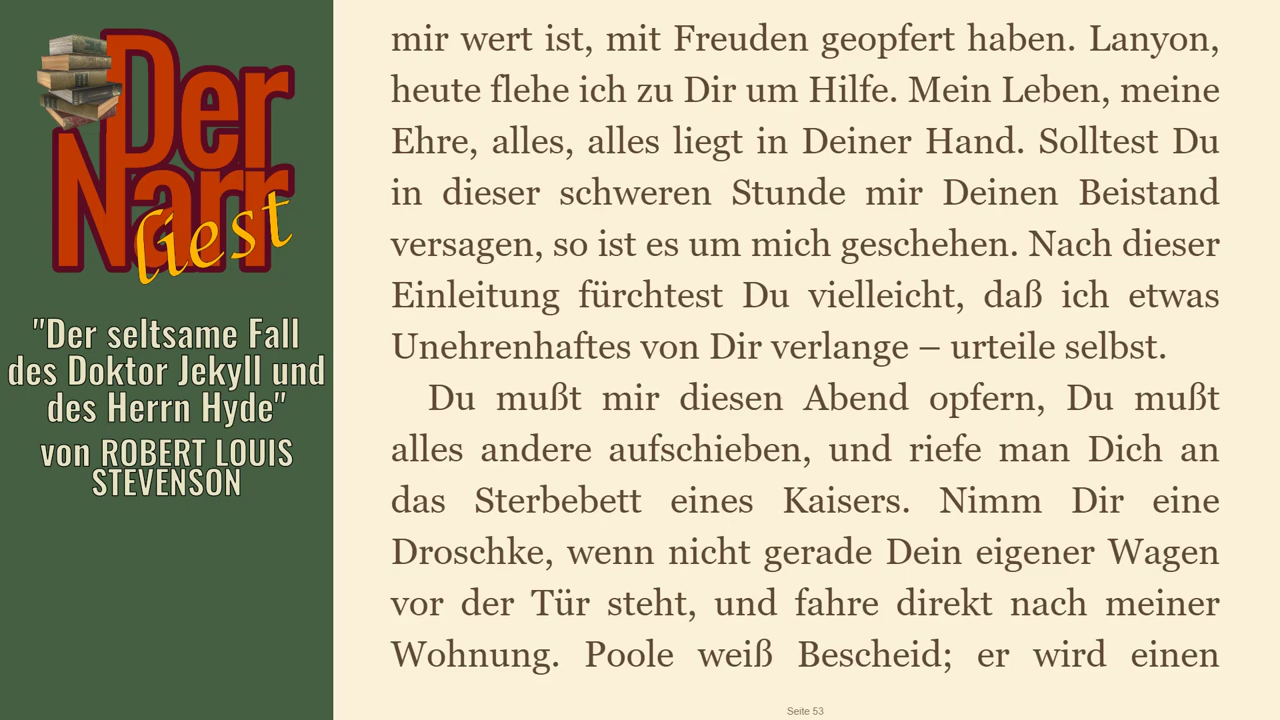 Der
Narr
liest
"Der seltsame Fall
des Doktor Jekyll und
des Herrn Hyde"
von ROBERT LOUIS
STEVENSON
mir wert ist, mit Freuden geopfert haben. Lanyon,
heute flehe ich zu Dir um Hilfe. Mein Leben, meine
Ehre, alles, alles liegt in Deiner Hand. Solltest Du
in dieser schweren Stunde mir Deinen Beistand
versagen, so ist es um mich geschehen. Nach dieser
Einleitung fürchtest Du vielleicht, daß ich etwas
Unehrenhaftes von Dir verlange – urteile selbst.
Du mußt mir diesen Abend opfern, Du mußt
alles andere aufschieben, und riefe man Dich an
das Sterbebett eines Kaisers. Nimm Dir eine
Droschke, wenn nicht gerade Dein eigener Wagen
vor der Tür steht, und fahre direkt nach meiner
Wohnung. Poole weiß Bescheid; er wird einen
Seite 53